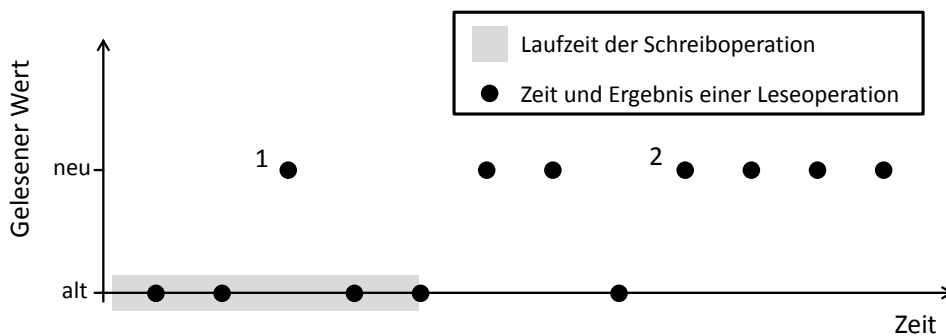 Laufzeit der Schreiboperation
Zeit und Ergebnis einer Leseoperation
Gelesener Wert
1
2
neu
alt
Zeit